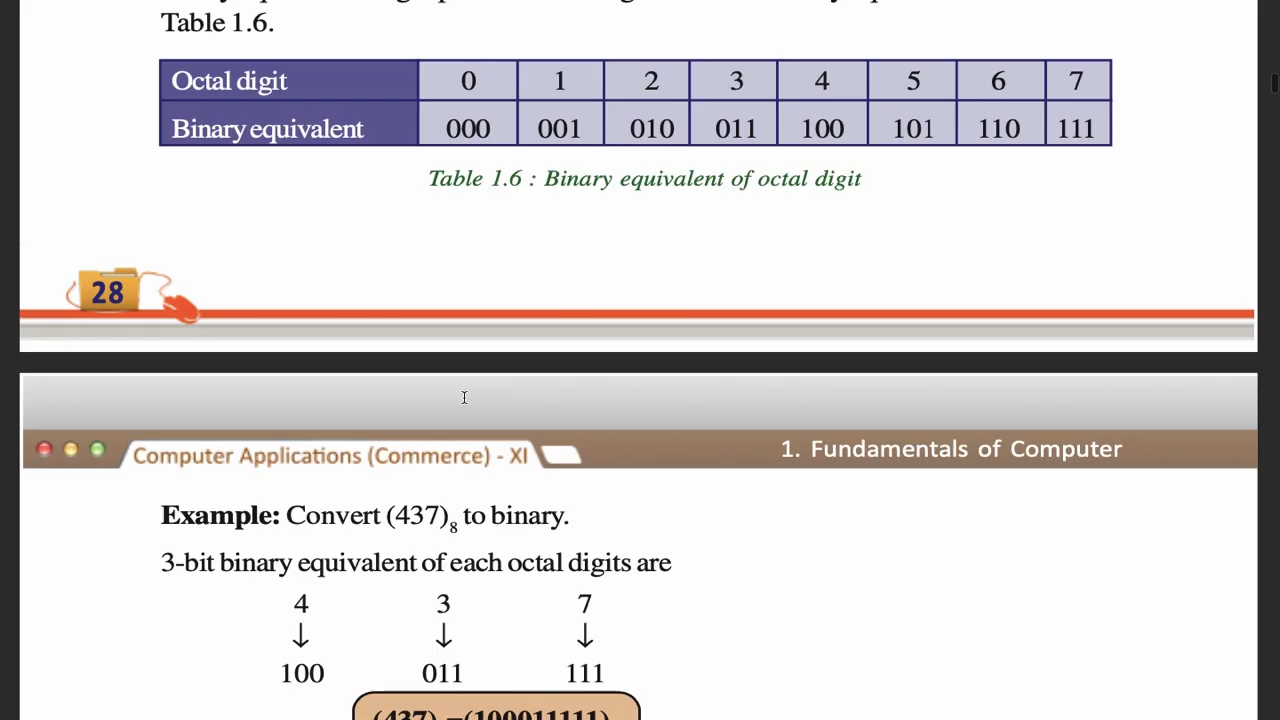 Table 1.6.
Octal digit 0 1 2 3 4 5 6 7
Binary equivalent 000 001 010 011 100 101 110 111
Table 1.6 : Binary equivalent of octal digit
28
Computer Applications (Commerce) - XI 1. Fundamentals of Computer
Example: Convert (437)₈ to binary.
3-bit binary equivalent of each octal digits are
4 3 7
↓ ↓ ↓
100 011 111